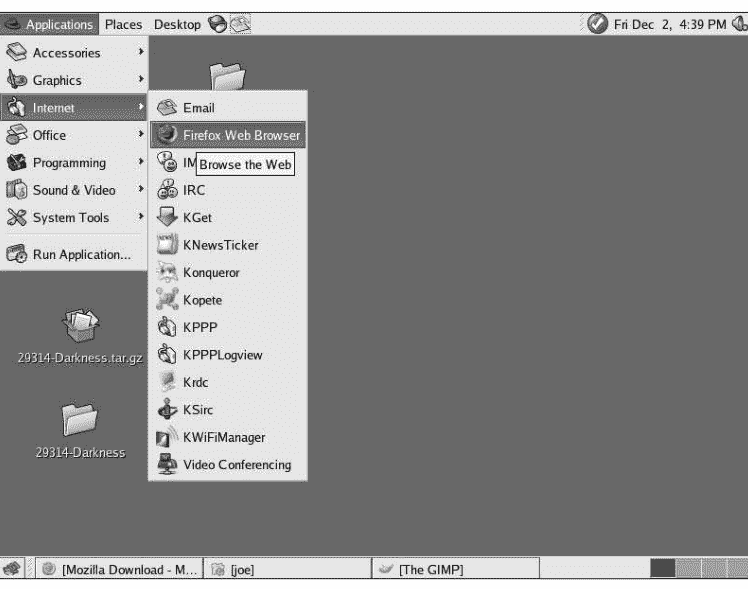 Applications Places Desktop Fri Dec 2, 4:39 PM
Accessories
Graphics
Internet
Office
Programming
Sound & Video
System Tools
Run Application...
Email
Firefox Web Browser
IM
Browse the Web
IRC
KGet
KNewsTicker
Konqueror
Kopete
KPPP
KPPPLogview
Krdc
KSirc
KWiFiManager
Video Conferencing
29314-Darkness.tar.gz
29314-Darkness
[Mozilla Download - M... [joe] [The GIMP]